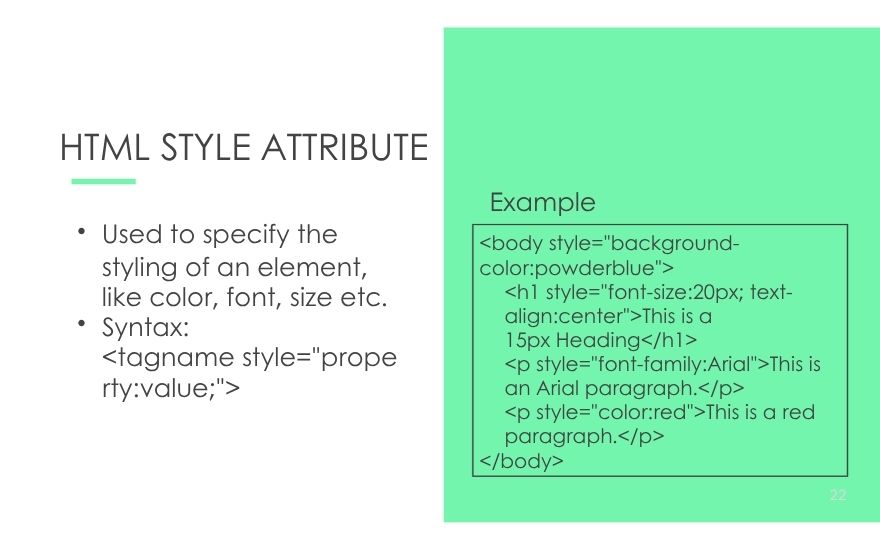 HTML STYLE ATTRIBUTE
• Used to specify the
styling of an element,
like color, font, size etc.
• Syntax:
<tagname style="prope
rty:value;">
Example
<body style="background-
color:powderblue">
<h1 style="font-size:20px; text-
align:center">This is a
15px Heading</h1>
<p style="font-family:Arial">This is
an Arial paragraph.</p>
<p style="color:red">This is a red
paragraph.</p>
</body>
22